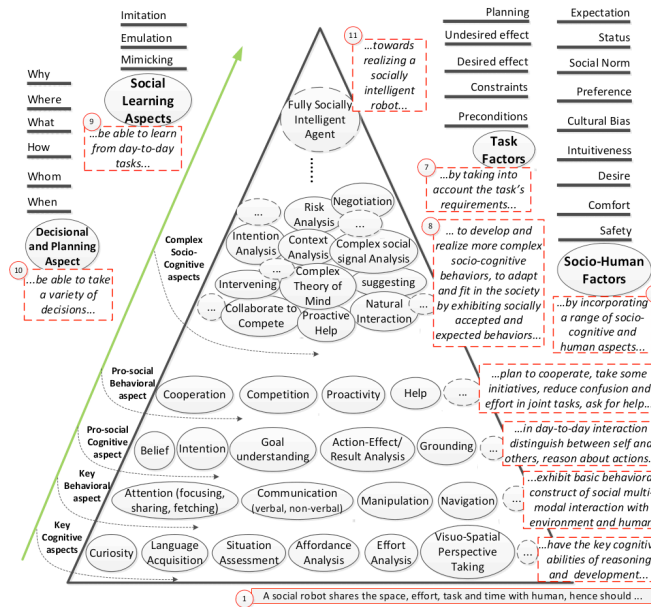 Imitation
Emulation
Mimicking
Social
Learning
Aspects
9
...be able to learn
from day-to-day
tasks...
Why
Where
What
How
Whom
When
Decisional
and Planning
Aspect
10
...be able to take
a variety of
decisions...
11
...towards
realizing a
socially
intelligent
robot...
Planning
Undesired effect
Desired effect
Constraints
Preconditions
Task
Factors
7
...by taking into
account the task's
requirements...
8
... to develop and
realize more complex
socio-cognitive
behaviors, to adapt
and fit in the society
by exhibiting socially
accepted and
expected behaviors...
Expectation
Status
Social Norm
Preference
Cultural Bias
Intuitiveness
Desire
Comfort
Safety
Socio-Human
Factors
...by incorporating
a range of socio-
cognitive and
human aspects...
Fully Socially
Intelligent
Agent
Complex
Socio-
Cognitive
aspects
Negotiation
...
Risk
Analysis
...
Intention
Analysis
Context
Analysis
Complex social
signal Analysis
...
Intervening
Complex
Theory of
Mind
suggesting
...
Collaborate to
Compete
Proactive
Help
Natural
Interaction
...
Pro-social
Behavioral
aspect
Cooperation
Competition
Proactivity
Help
...
...plan to cooperate, take some
initiatives, reduce confusion and
effort in joint tasks, ask for help...
Pro-social
Cognitive
aspect
Belief
Intention
Goal
understanding
Action-Effect/
Result Analysis
Grounding
...
...in day-to-day interaction
distinguish between self and
others, reason about actions...
Key
Behavioral
aspect
Attention (focusing,
sharing, fetching)
Communication
(verbal, non-verbal)
Manipulation
Navigation
...
...exhibit basic behavioral
construct of social multi-
modal interaction with
environment and human
Key
Cognitive
aspects
Curiosity
Language
Acquisition
Situation
Assessment
Affordance
Analysis
Effort
Analysis
Visuo-Spatial
Perspective
Taking
...
...have the key cognitive
abilities of reasoning
and development...
1
A social robot shares the space, effort, task and time with human, hence should ...